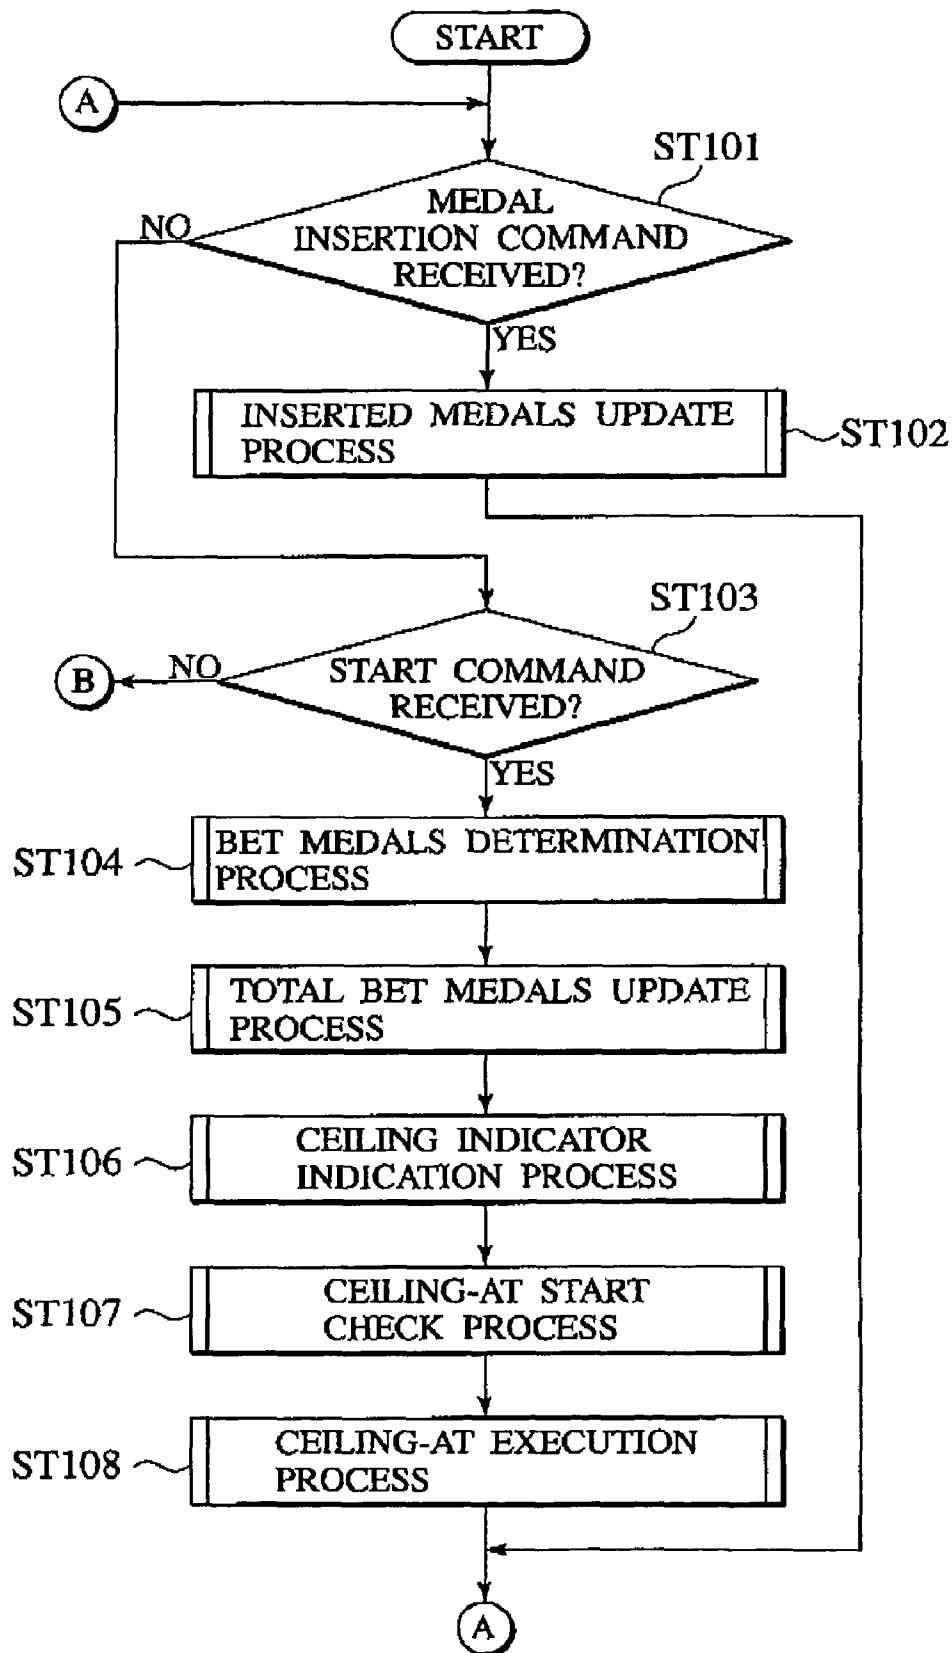 START
A
ST101
MEDAL
INSERTION COMMAND
RECEIVED?
NO
YES
INSERTED MEDALS UPDATE
PROCESS
ST102
ST103
START COMMAND
RECEIVED?
NO
B
YES
ST104
BET MEDALS DETERMINATION
PROCESS
ST105
TOTAL BET MEDALS UPDATE
PROCESS
ST106
CEILING INDICATOR
INDICATION PROCESS
ST107
CEILING-AT START
CHECK PROCESS
ST108
CEILING-AT EXECUTION
PROCESS
A